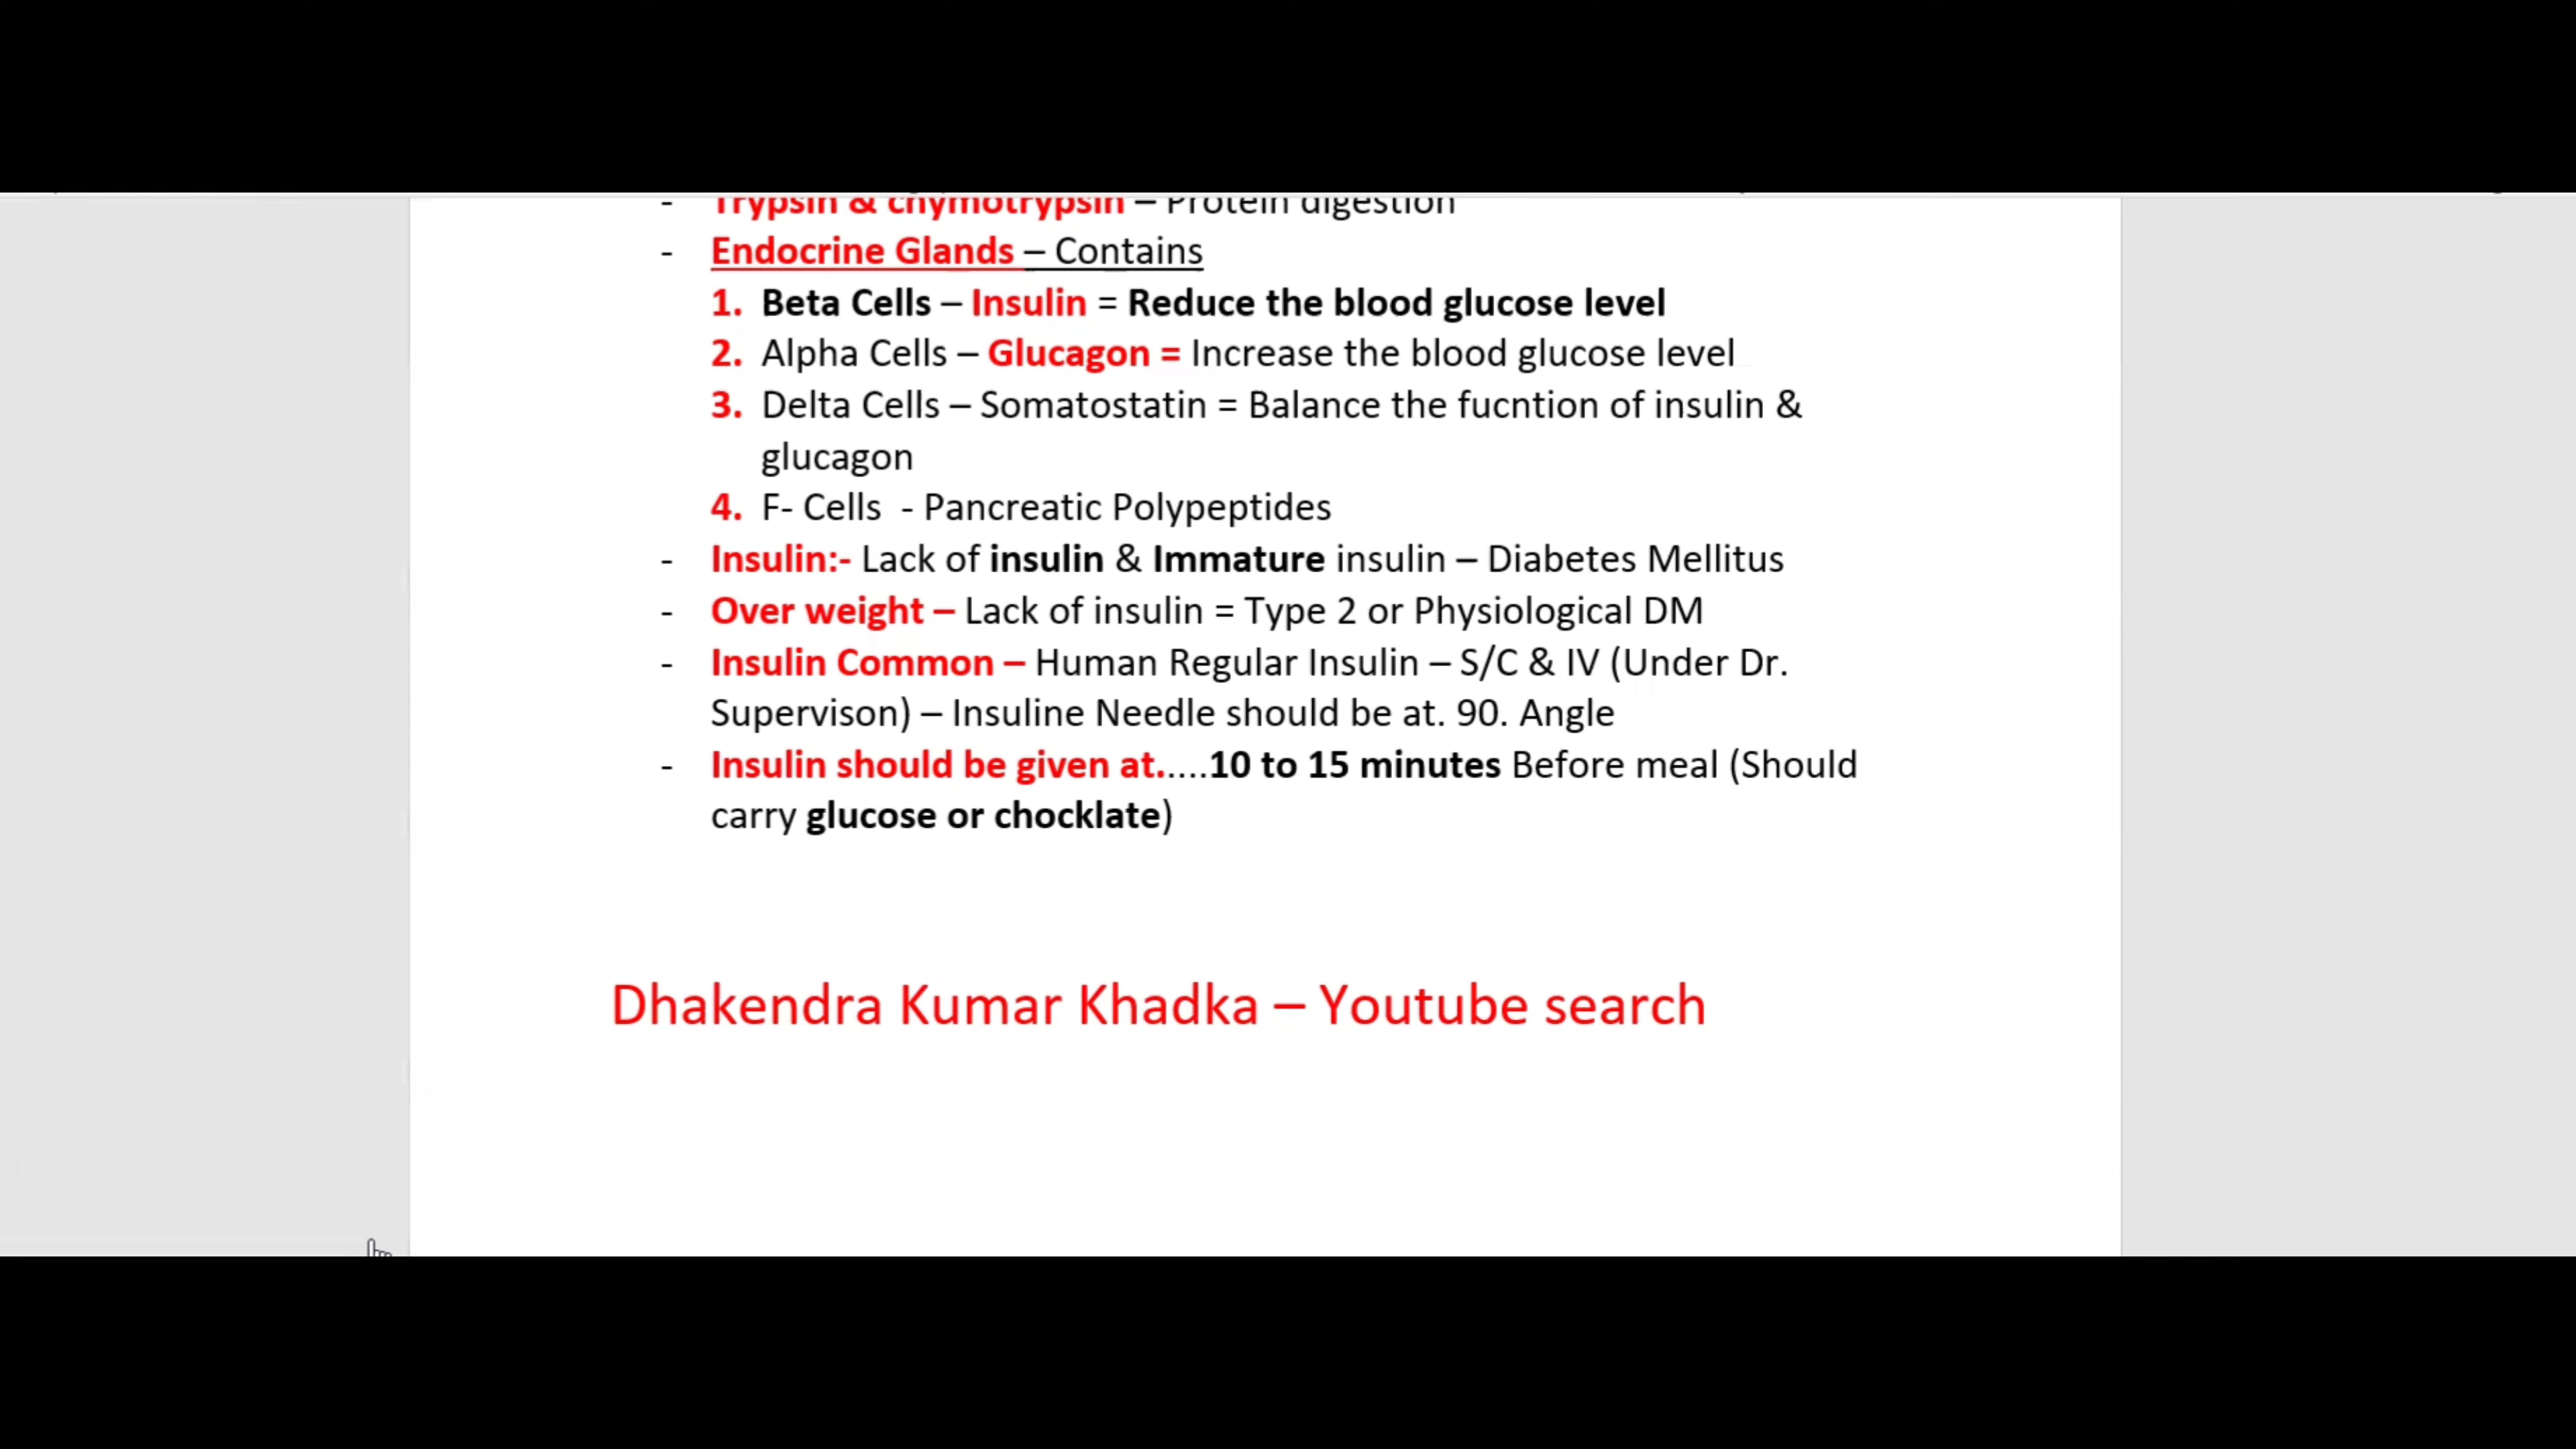 - Trypsin & chymotrypsin – Protein digestion
- Endocrine Glands – Contains
1. Beta Cells – Insulin = Reduce the blood glucose level
2. Alpha Cells – Glucagon = Increase the blood glucose level
3. Delta Cells – Somatostatin = Balance the fucntion of insulin &
glucagon
4. F- Cells - Pancreatic Polypeptides
- Insulin:- Lack of insulin & Immature insulin – Diabetes Mellitus
- Over weight – Lack of insulin = Type 2 or Physiological DM
- Insulin Common – Human Regular Insulin – S/C & IV (Under Dr.
Supervison) – Insuline Needle should be at. 90. Angle
- Insulin should be given at.....10 to 15 minutes Before meal (Should
carry glucose or chocklate)
Dhakendra Kumar Khadka – Youtube search